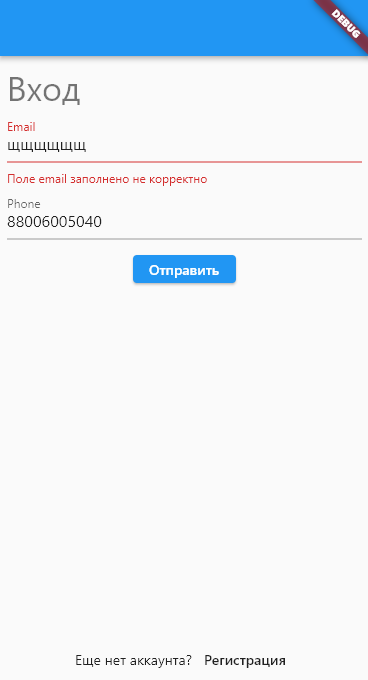 DEBUG
Вход
Email
щщщщщщ
Поле email заполнено не корректно
Phone
88006005040
Отправить
Еще нет аккаунта? Регистрация